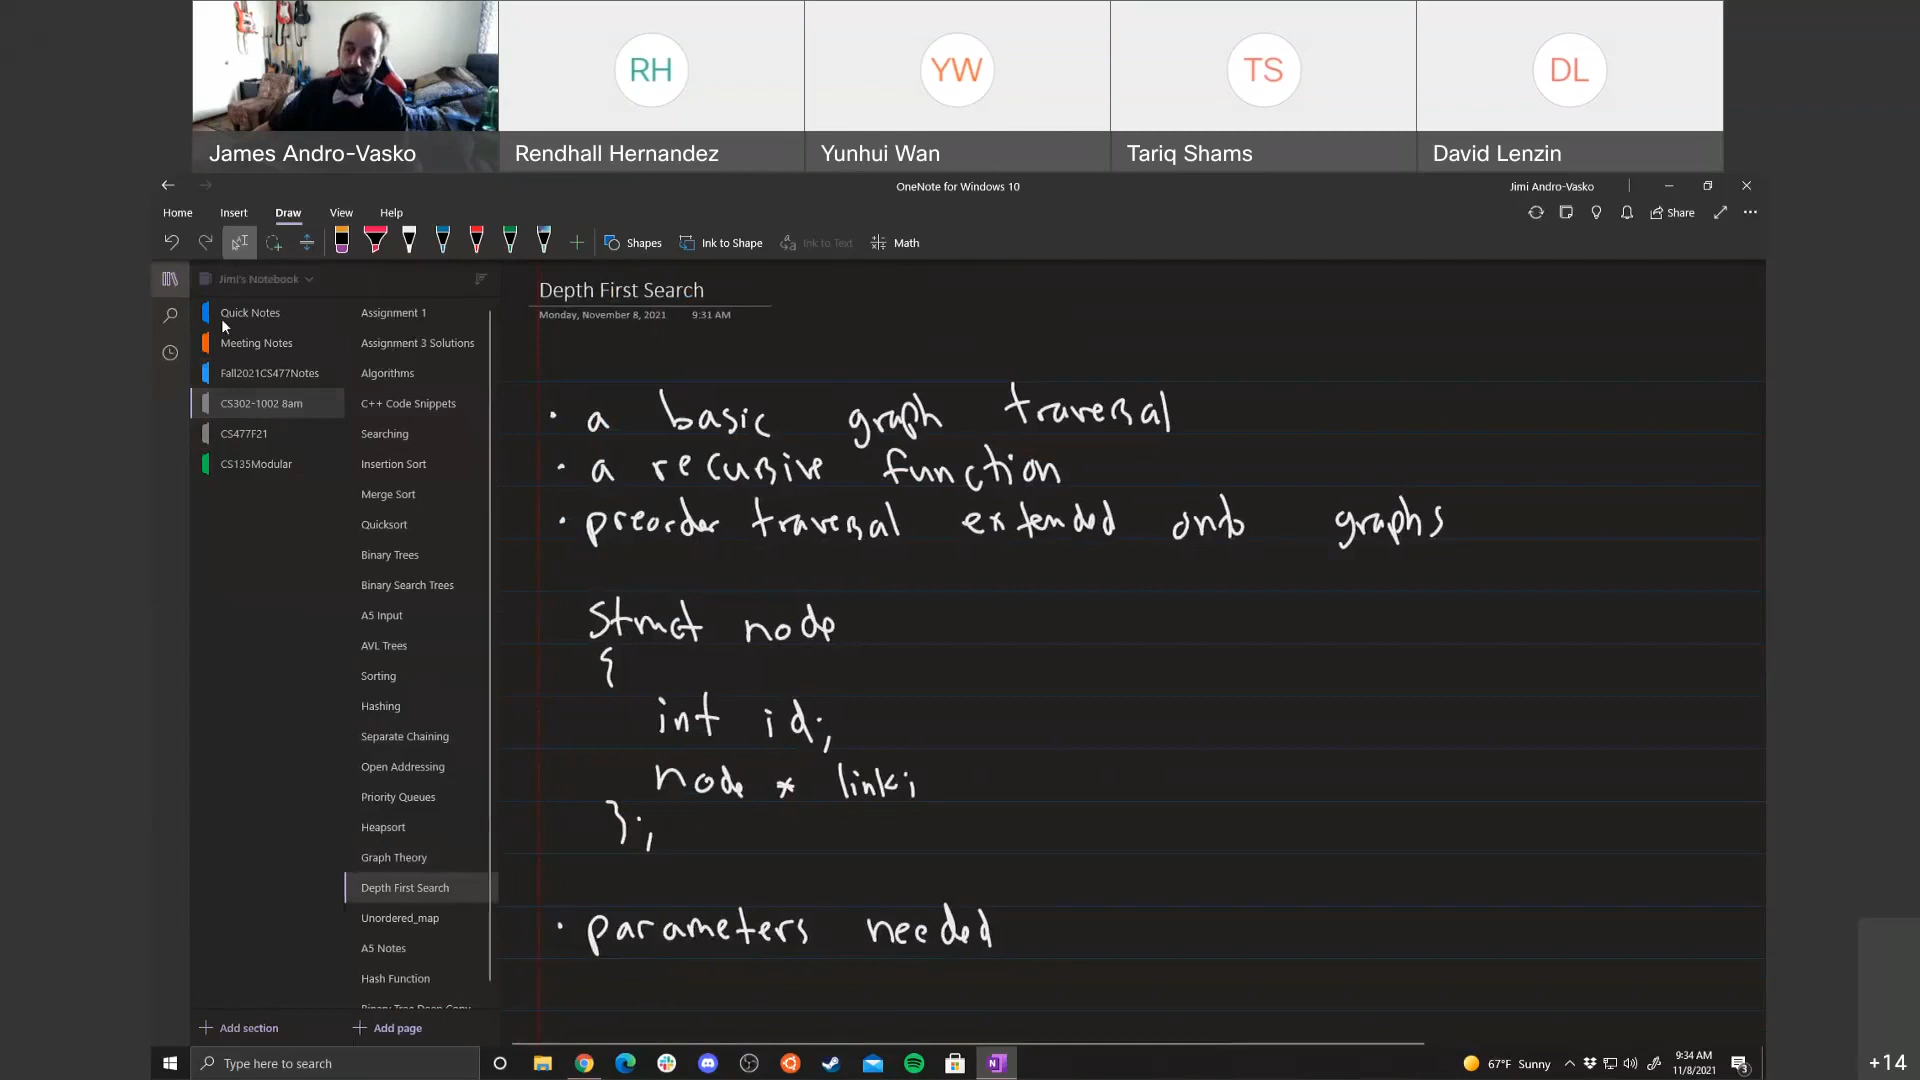 RH
YW
TS
DL
James Andro-Vasko
Rendhall Hernandez
Yunhui Wan
Tariq Shams
David Lenzin
OneNote for Windows 10
Jimi Andro-Vasko
Home
Insert
Draw
View
Help
Share
Shapes
Ink to Shape
Ink to Text
Math
Jimi's Notebook
Quick Notes
Meeting Notes
Fall2021CS477Notes
CS302-1002 8am
CS477F21
CS135Modular
Add section
Assignment 1
Assignment 3 Solutions
Algorithms
C++ Code Snippets
Searching
Insertion Sort
Merge Sort
Quicksort
Binary Trees
Binary Search Trees
A5 Input
AVL Trees
Sorting
Hashing
Separate Chaining
Open Addressing
Priority Queues
Heapsort
Graph Theory
Depth First Search
Unordered_map
A5 Notes
Hash Function
Binary Tree Deep Copy
Add page
Depth First Search
Monday, November 8, 2021 9:31 AM
· a basic graph traversal
· a recursive function
· preorder traversal extended onto graphs
struct node
{
int id;
node * link;
};
· parameters needed
Type here to search
67°F Sunny
9:34 AM
11/8/2021
3
+14